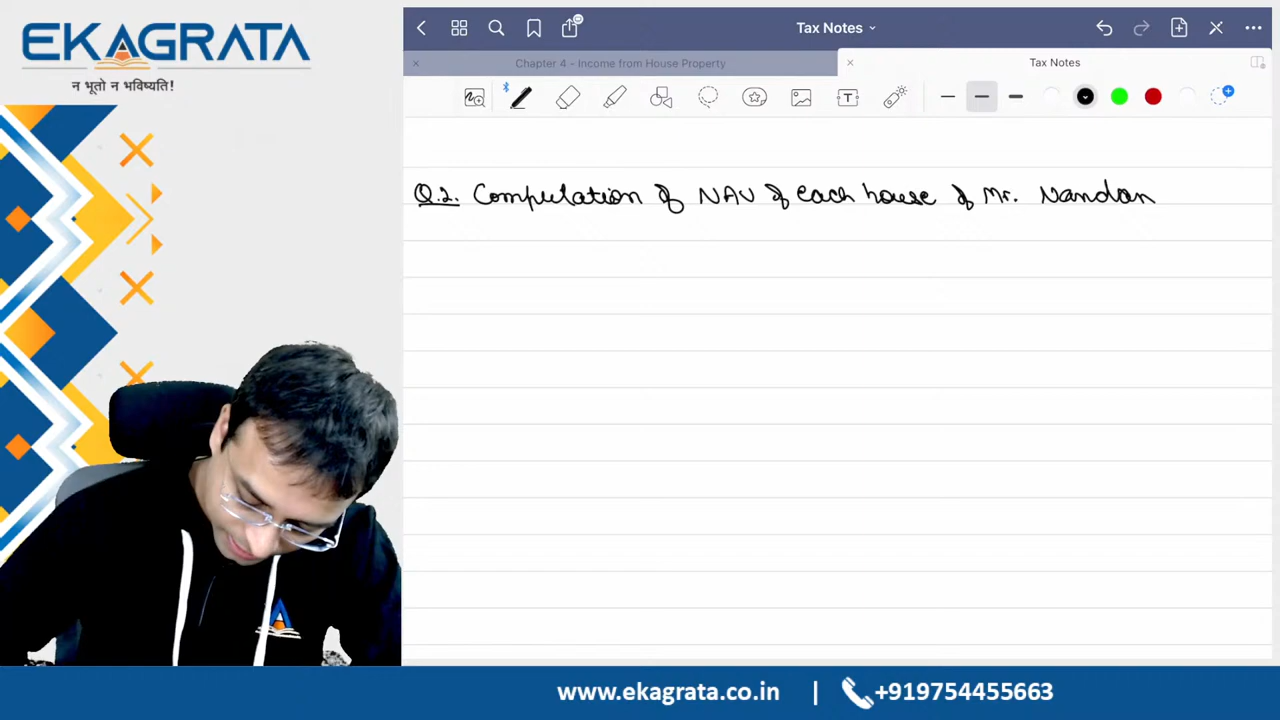 EKAGRATA
न भूतो न भविष्यति!
Tax Notes
Chapter 4 - Income from House Property
Tax Notes
Q.2. Computation of NAV of each house of Mr. Nandan
www.ekagrata.co.in | +919754455663